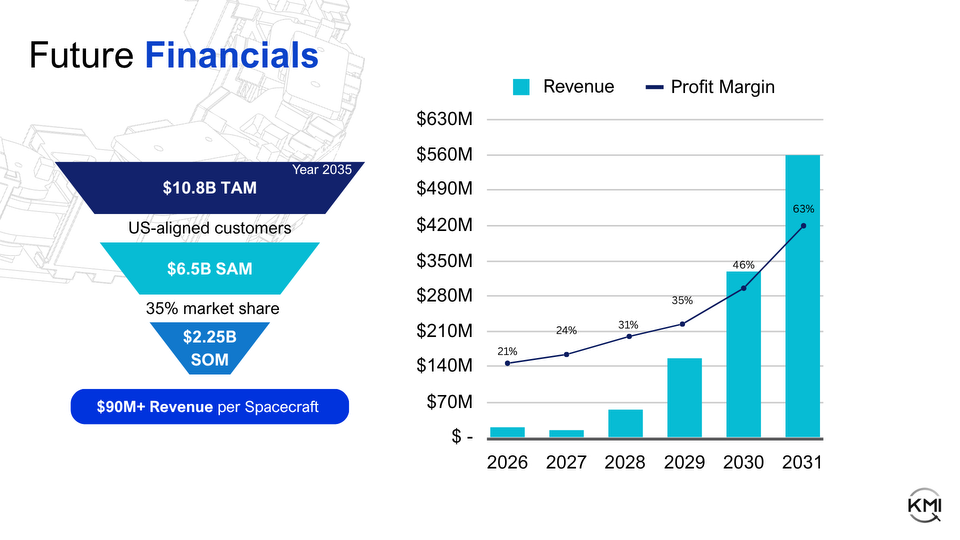 Future Financials
Year 2035
$10.8B TAM
US-aligned customers
$6.5B SAM
35% market share
$2.25B
SOM
$90M+ Revenue per Spacecraft
Revenue
Profit Margin
$630M
$560M
$490M
$420M
$350M
$280M
$210M
$140M
$70M
$ -
21%
24%
31%
35%
46%
63%
2026 2027 2028 2029 2030 2031
KMI